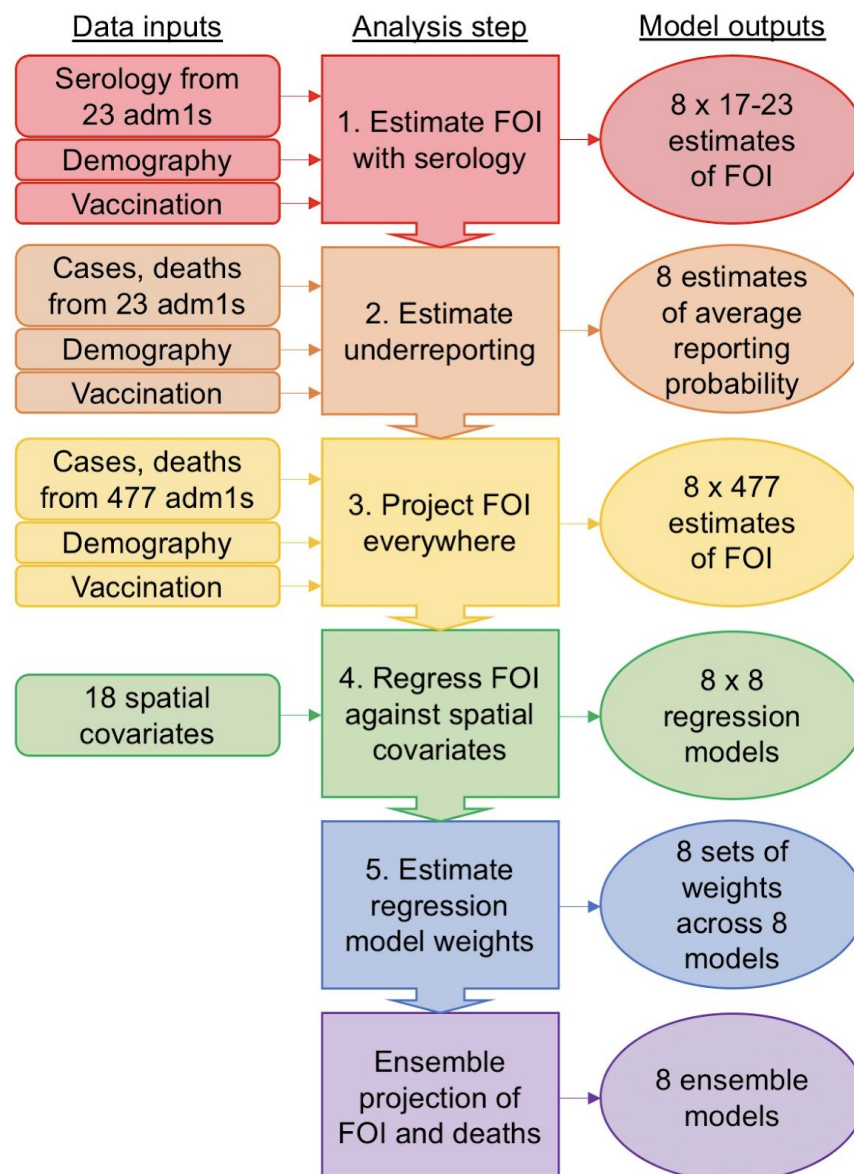 Data inputs
Analysis step
Model outputs
Serology from
23 adm1s
Demography
Vaccination
1. Estimate FOI
with serology
8 x 17-23
estimates
of FOI
Cases, deaths
from 23 adm1s
Demography
Vaccination
2. Estimate
underreporting
8 estimates
of average
reporting
probability
Cases, deaths
from 477 adm1s
Demography
Vaccination
3. Project FOI
everywhere
8 x 477
estimates
of FOI
18 spatial
covariates
4. Regress FOI
against spatial
covariates
8 x 8
regression
models
5. Estimate
regression
model weights
8 sets of
weights
across 8
models
Ensemble
projection of
FOI and deaths
8 ensemble
models